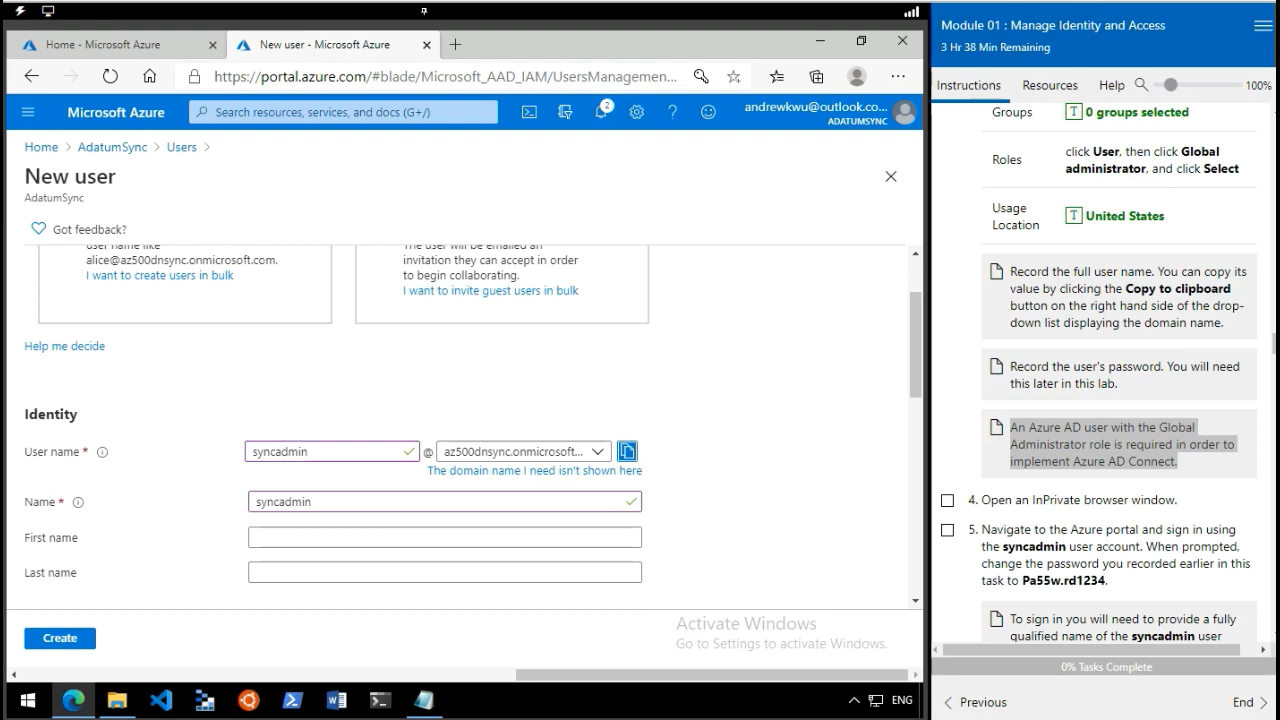 Home - Microsoft Azure
New user - Microsoft Azure
https://portal.azure.com/#blade/Microsoft_AAD_IAM/UsersManagemen...
Microsoft Azure
Search resources, services, and docs (G+/)
2
andrewkwu@outlook.co...
ADATUMSYNC
Home > AdatumSync > Users >
New user
AdatumSync
Got feedback?
user name like
alice@az500dnsync.onmicrosoft.com.
I want to create users in bulk
The user will be emailed an
invitation they can accept in order
to begin collaborating.
I want to invite guest users in bulk
Help me decide
Identity
User name *
syncadmin
@
az500dnsync.onmicrosoft...
The domain name I need isn't shown here
Name *
syncadmin
First name
Last name
Create
Activate Windows
Go to Settings to activate Windows.
ENG
Module 01 : Manage Identity and Access
3 Hr 38 Min Remaining
Instructions
Resources
Help
100%
Groups
T 0 groups selected
Roles
click User, then click Global
administrator, and click Select
Usage
Location
T United States
Record the full user name. You can copy its
value by clicking the Copy to clipboard
button on the right hand side of the drop-
down list displaying the domain name.
Record the user's password. You will need
this later in this lab.
An Azure AD user with the Global
Administrator role is required in order to
implement Azure AD Connect.
4. Open an InPrivate browser window.
5. Navigate to the Azure portal and sign in using
the syncadmin user account. When prompted,
change the password you recorded earlier in this
task to Pa55w.rd1234.
To sign in you will need to provide a fully
qualified name of the syncadmin user
0% Tasks Complete
Previous
End